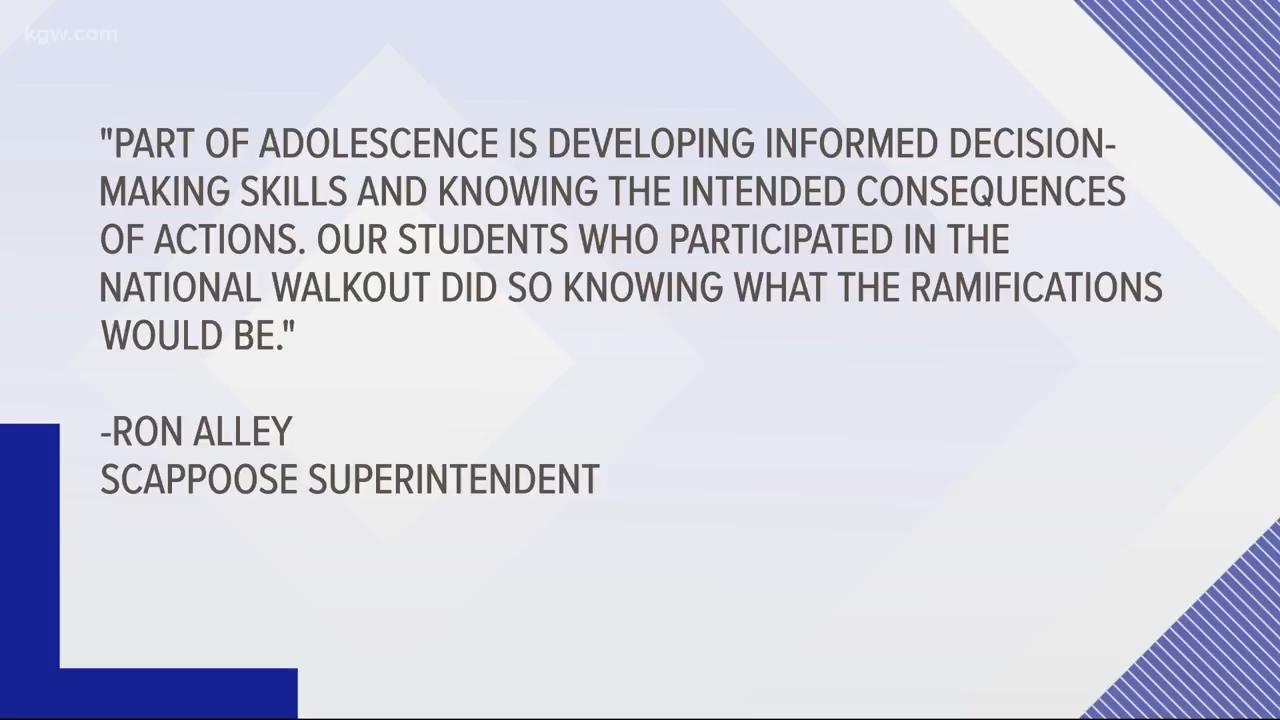 kgw.com
"PART OF ADOLESCENCE IS DEVELOPING INFORMED DECISION-
MAKING SKILLS AND KNOWING THE INTENDED CONSEQUENCES
OF ACTIONS. OUR STUDENTS WHO PARTICIPATED IN THE
NATIONAL WALKOUT DID SO KNOWING WHAT THE RAMIFICATIONS
WOULD BE."
-RON ALLEY
SCAPPOOSE SUPERINTENDENT